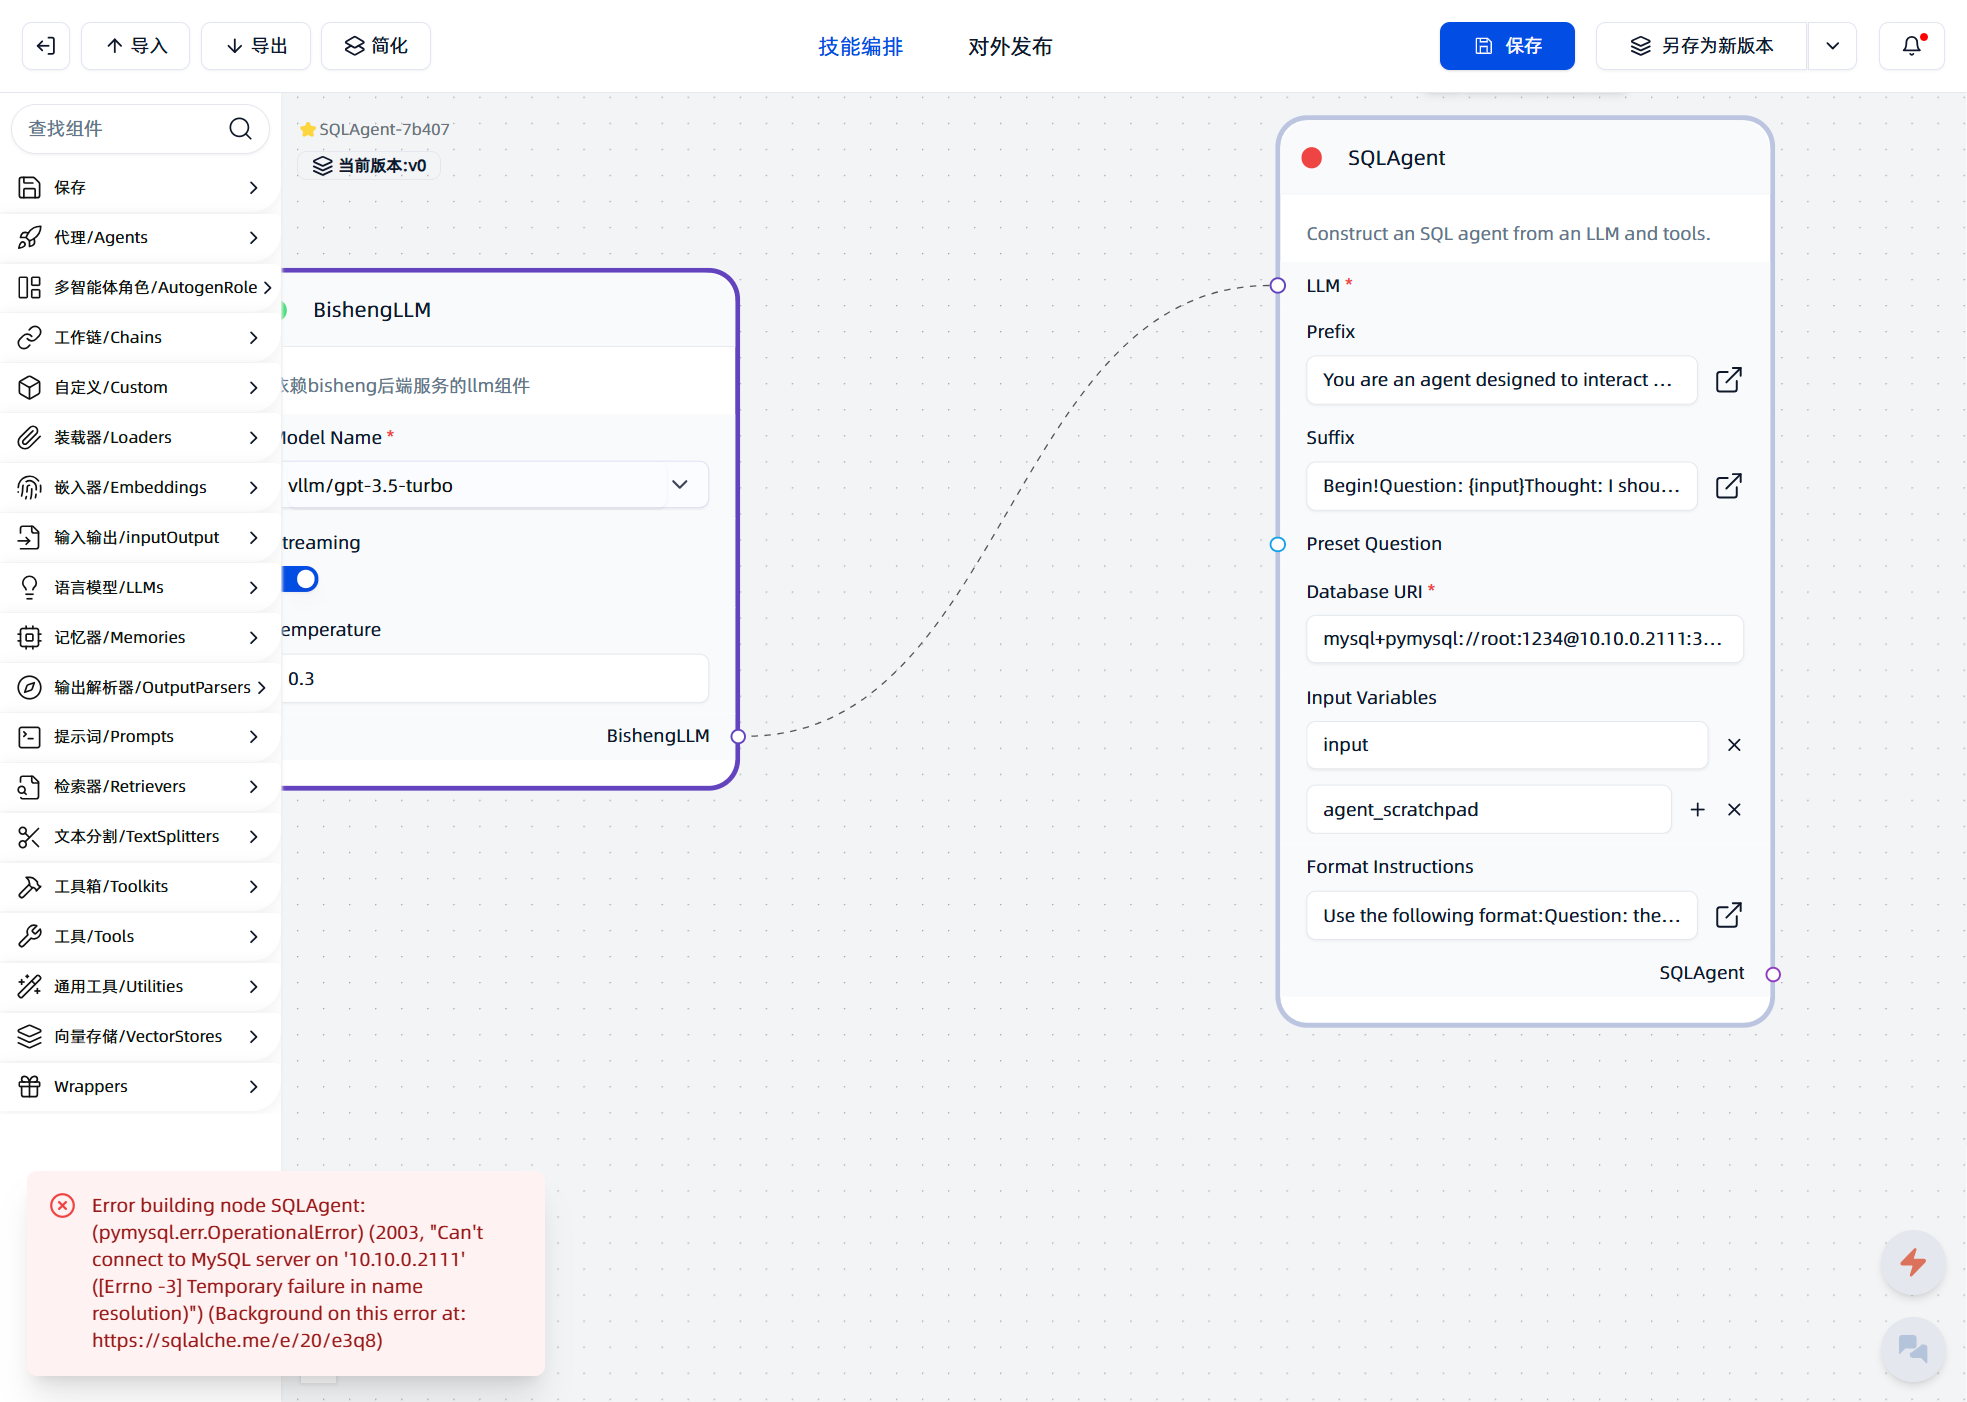 导入
导出
简化
技能编排
对外发布
保存
另存为新版本
查找组件
保存
代理/Agents
多智能体角色/AutogenRole
工作链/Chains
自定义/Custom
装载器/Loaders
嵌入器/Embeddings
输入输出/inputOutput
语言模型/LLMs
记忆器/Memories
输出解析器/OutputParsers
提示词/Prompts
检索器/Retrievers
文本分割/TextSplitters
工具箱/Toolkits
工具/Tools
通用工具/Utilities
向量存储/VectorStores
Wrappers
SQLAgent-7b407
当前版本:v0
BishengLLM
依赖bisheng后端服务的llm组件
Model Name *
vllm/gpt-3.5-turbo
treaming
emperature
0.3
BishengLLM
SQLAgent
Construct an SQL agent from an LLM and tools.
LLM *
Prefix
You are an agent designed to interact ...
Suffix
Begin!Question: {input}Thought: I shou...
Preset Question
Database URI *
mysql+pymysql://root:1234@10.10.0.2111:3...
Input Variables
input
agent_scratchpad
Format Instructions
Use the following format:Question: the...
SQLAgent
Error building node SQLAgent:
(pymysql.err.OperationalError) (2003, "Can't
connect to MySQL server on '10.10.0.2111'
([Errno -3] Temporary failure in name
resolution)") (Background on this error at:
https://sqlalche.me/e/20/e3q8)